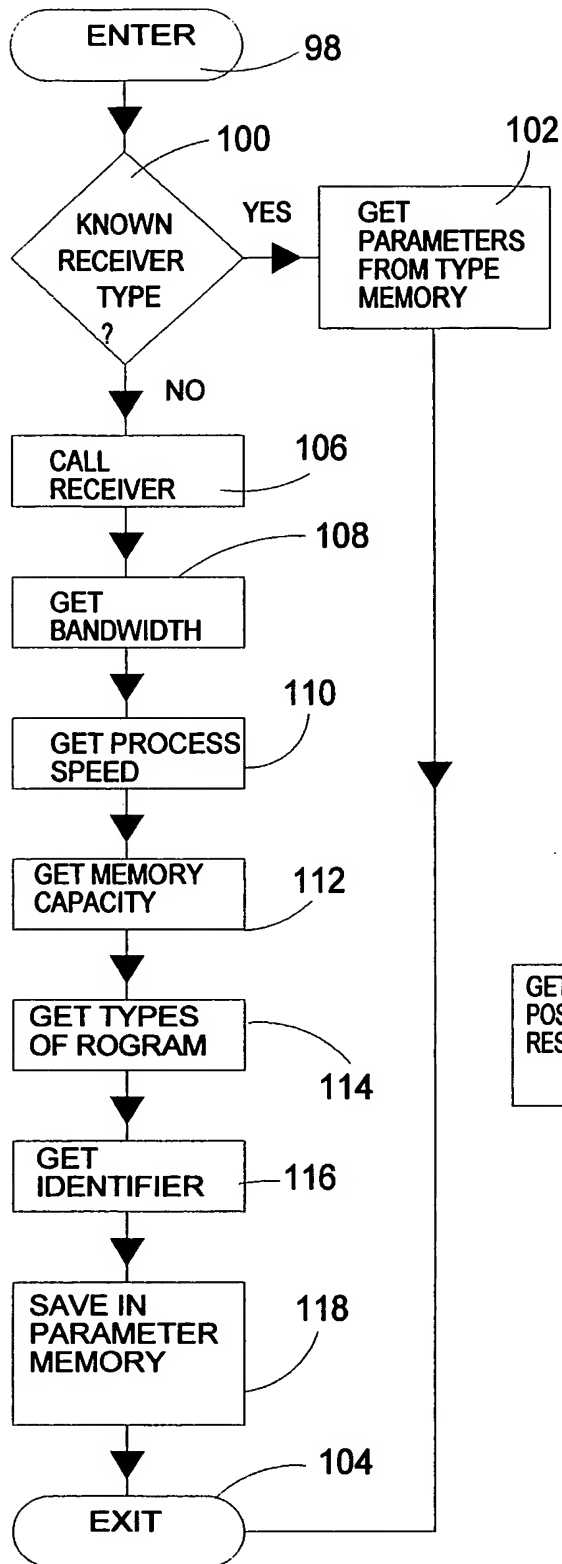 ENTER
98
100
KNOWN
RECEIVER
TYPE
?
YES
102
GET
PARAMETERS
FROM TYPE
MEMORY
NO
CALL
RECEIVER
106
108
GET
BANDWIDTH
110
GET PROCESS
SPEED
GET MEMORY
CAPACITY
112
GET TYPES
OF ROGRAM
114
GET
IDENTIFIER
116
SAVE IN
PARAMETER
MEMORY
118
104
EXIT
GET
POS
RES